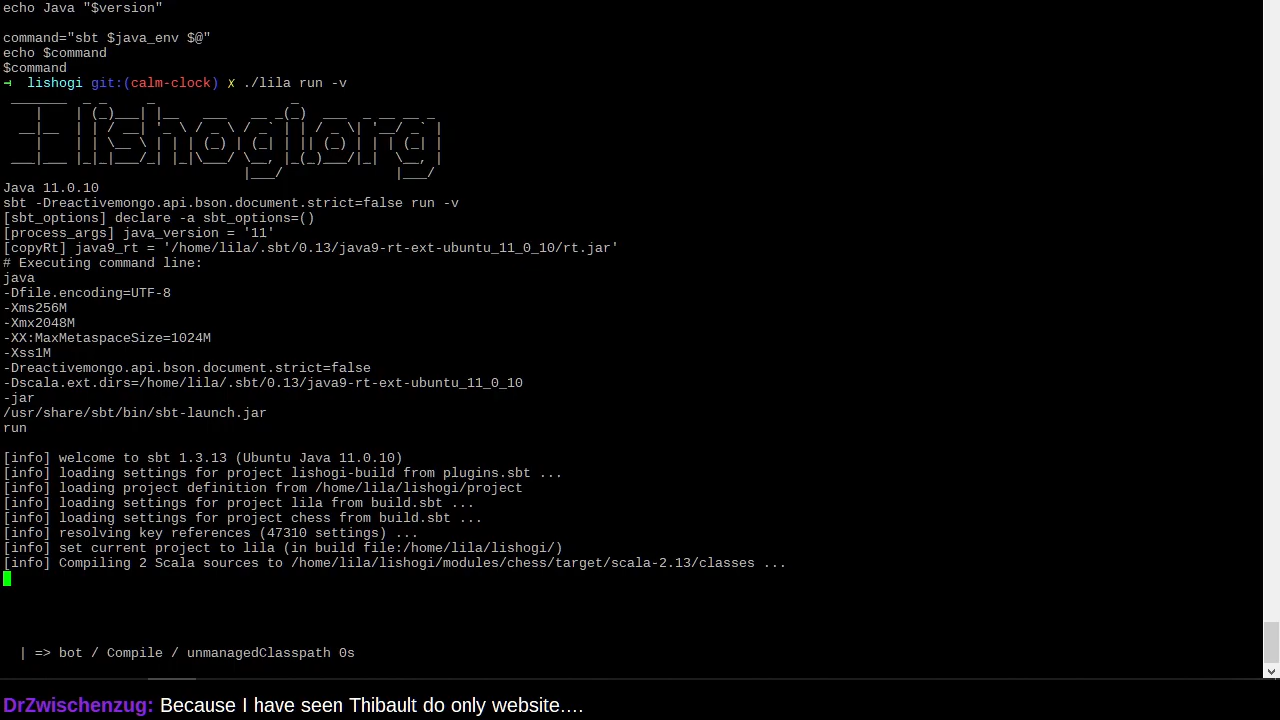 echo Java "$version"
command="sbt $java_env $@"
echo $command
$command
→ lishogi git:(calm-clock) ✗ ./lila run -v
lishogi.org
Java 11.0.10
sbt -Dreactivemongo.api.bson.document.strict=false run -v
[sbt_options] declare -a sbt_options=()
[process_args] java_version = '11'
[copyRt] java9_rt = '/home/lila/.sbt/0.13/java9-rt-ext-ubuntu_11_0_10/rt.jar'
# Executing command line:
java
-Dfile.encoding=UTF-8
-Xms256M
-Xmx2048M
-XX:MaxMetaspaceSize=1024M
-Xss1M
-Dreactivemongo.api.bson.document.strict=false
-Dscala.ext.dirs=/home/lila/.sbt/0.13/java9-rt-ext-ubuntu_11_0_10
-jar
/usr/share/sbt/bin/sbt-launch.jar
run
[info] welcome to sbt 1.3.13 (Ubuntu Java 11.0.10)
[info] loading settings for project lishogi-build from plugins.sbt ...
[info] loading project definition from /home/lila/lishogi/project
[info] loading settings for project lila from build.sbt ...
[info] loading settings for project chess from build.sbt ...
[info] resolving key references (47310 settings) ...
[info] set current project to lila (in build file:/home/lila/lishogi/)
[info] Compiling 2 Scala sources to /home/lila/lishogi/modules/chess/target/scala-2.13/classes ...
| => bot / Compile / unmanagedClasspath 0s
DrZwischenzug: Because I have seen Thibault do only website....